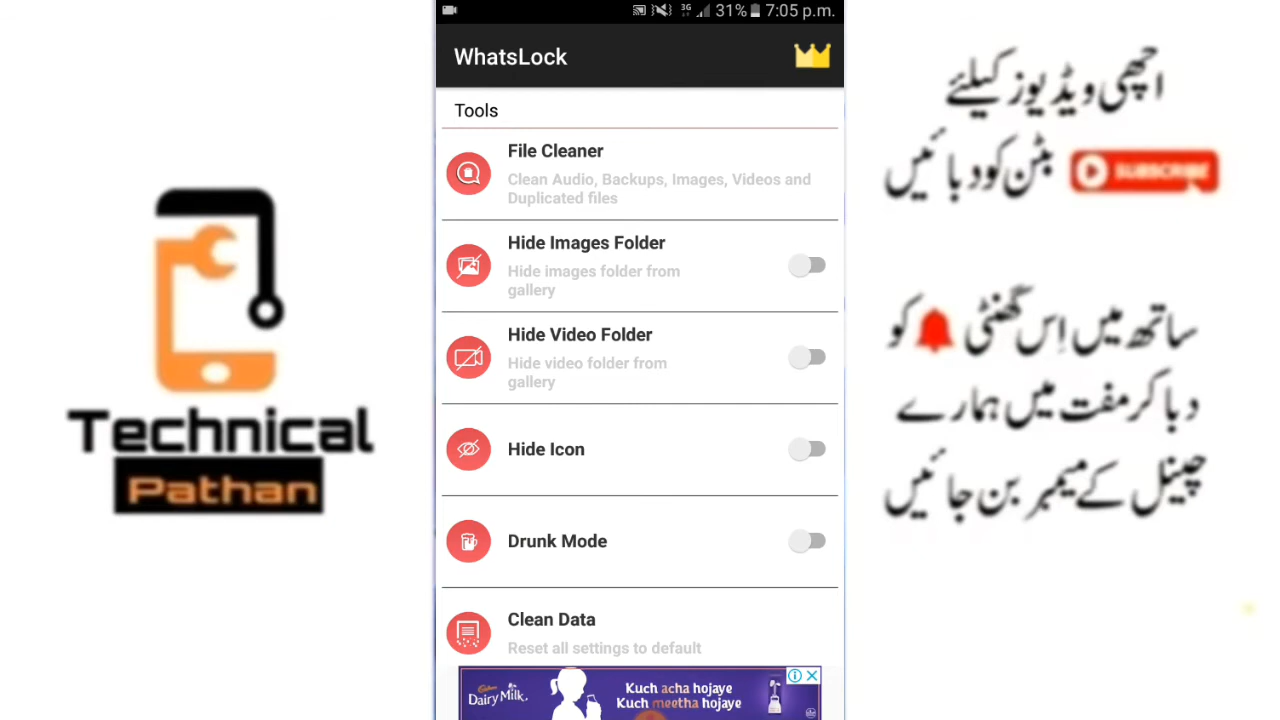 31% 7:05 p.m.
3G
WhatsLock
Tools
File Cleaner
Clean Audio, Backups, Images, Videos and
Duplicated files
Hide Images Folder
Hide images folder from
gallery
Hide Video Folder
Hide video folder from
gallery
Hide Icon
Drunk Mode
Clean Data
Reset all settings to default
Cadbury
Dairy Milk
Kuch acha hojaye
Kuch meetha hojaye
Technical
Pathan
اچھی ویڈیوز کیلئے
بٹن کو دبائیں SUBSCRIBE
ساتھ میں اِس گھنٹی کو
دبا کر مفت میں ہمارے
چینل کے میمبر بن جائیں